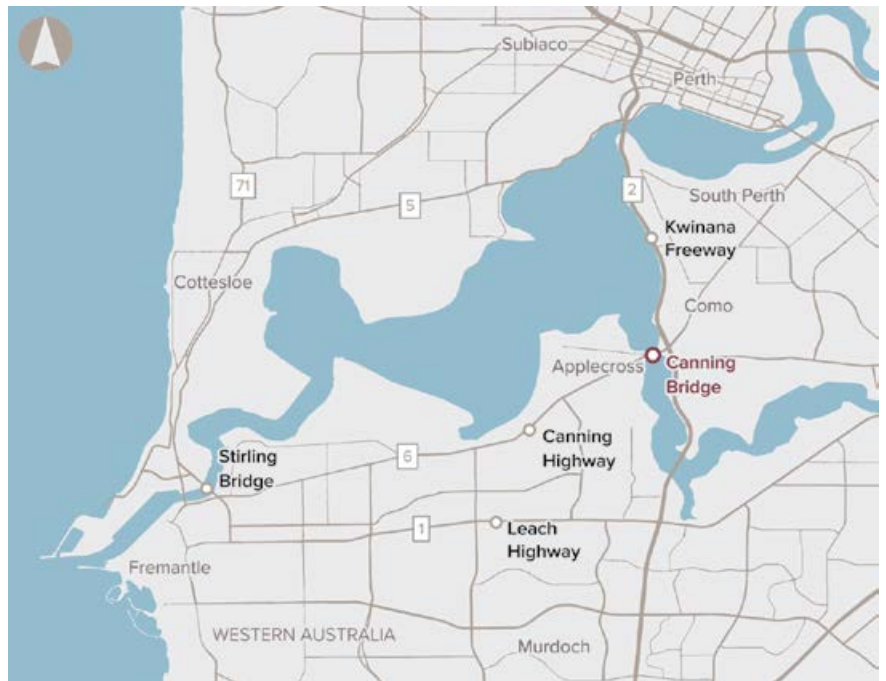 Subiaco
Perth
71
2
South Perth
5
Kwinana
Freeway
Cottesloe
Como
Applecross
Canning
Bridge
Stirling
Bridge
6
Canning
Highway
1
Leach
Highway
Fremantle
WESTERN AUSTRALIA
Murdoch